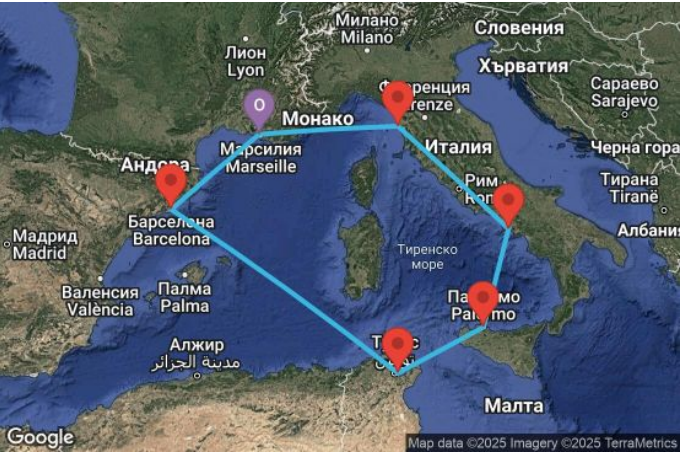 Милано
Milano
Словения
Лион
Lyon
Хърватия
Сараево
Sarajevo
О
Монако
Италия
Марсилия
Marseille
Черна гора
Андора
Рим
Тирана
Tiranë
Барселона
Barcelona
Албания
Мадрид
Madrid
Тиренско
море
Валенсия
València
Палма
Palma
Алжир
مدينة الجزائر
Малта
Google
Map data ©2025 Imagery ©2025 TerraMetrics